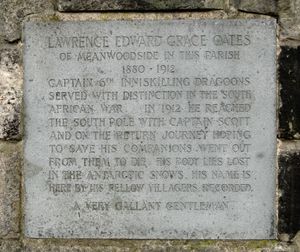 LAWRENCE EDWARD GRACE OATES
OF MEANWOODSIDE IN THIS PARISH
1880-1912
CAPTAIN 6TH INNISKILLING DRAGOONS
SERVED WITH DISTINCTION IN THE SOUTH
AFRICAN WAR IN 1912 HE REACHED
THE SOUTH POLE WITH CAPTAIN SCOTT
AND ON THE RETURN JOURNEY HOPING
TO SAVE HIS COMPANIONS WENT OUT
FROM THEM TO DIE. HIS BODY LIES LOST
IN THE ANTARCTIC SNOWS. HIS NAME IS
HERE BY HIS FELLOW VILLAGERS RECORDED.
A VERY GALLANT GENTLEMAN